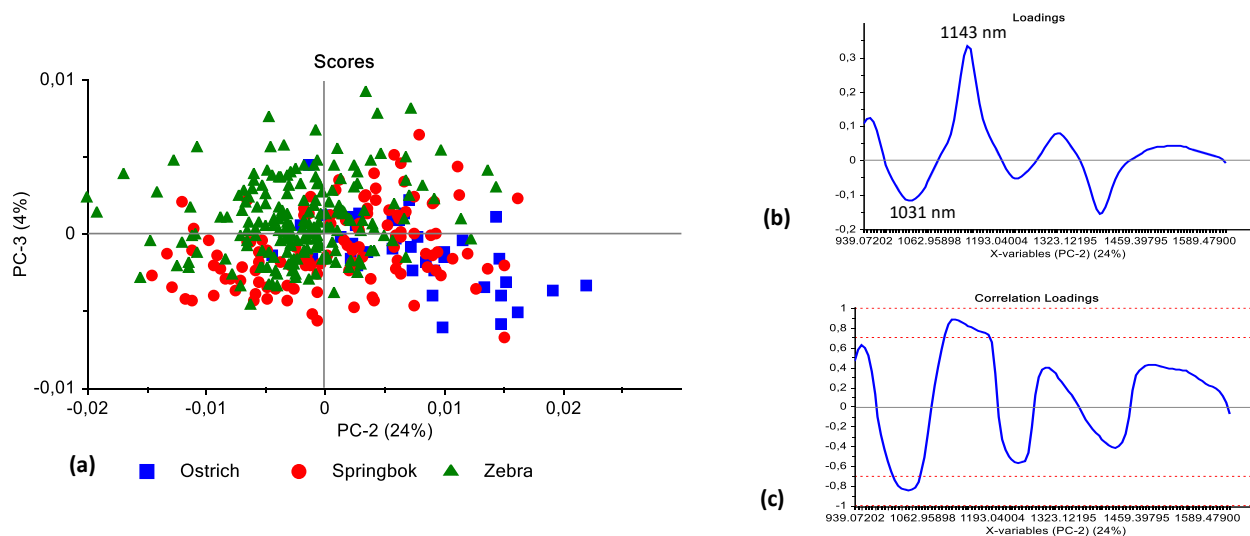 Scores
0,01
0
-0,01
PC-3 (4%)
-0,02 -0,01 0 0,01 0,02
PC-2 (24%)
(a) Ostrich Springbok Zebra
Loadings
1143 nm
0,3
0,2
0,1
0
-0,1
-0,2
1031 nm
(b)
939.07202 1062.95898 1193.04004 1323.12195 1459.39795 1589.47900
X-variables (PC-2) (24%)
Correlation Loadings
1
0,8
0,6
0,4
0,2
0
-0,2
-0,4
-0,6
-0,8
-1
(c)
939.07202 1062.95898 1193.04004 1323.12195 1459.39795 1589.47900
X-variables (PC-2) (24%)